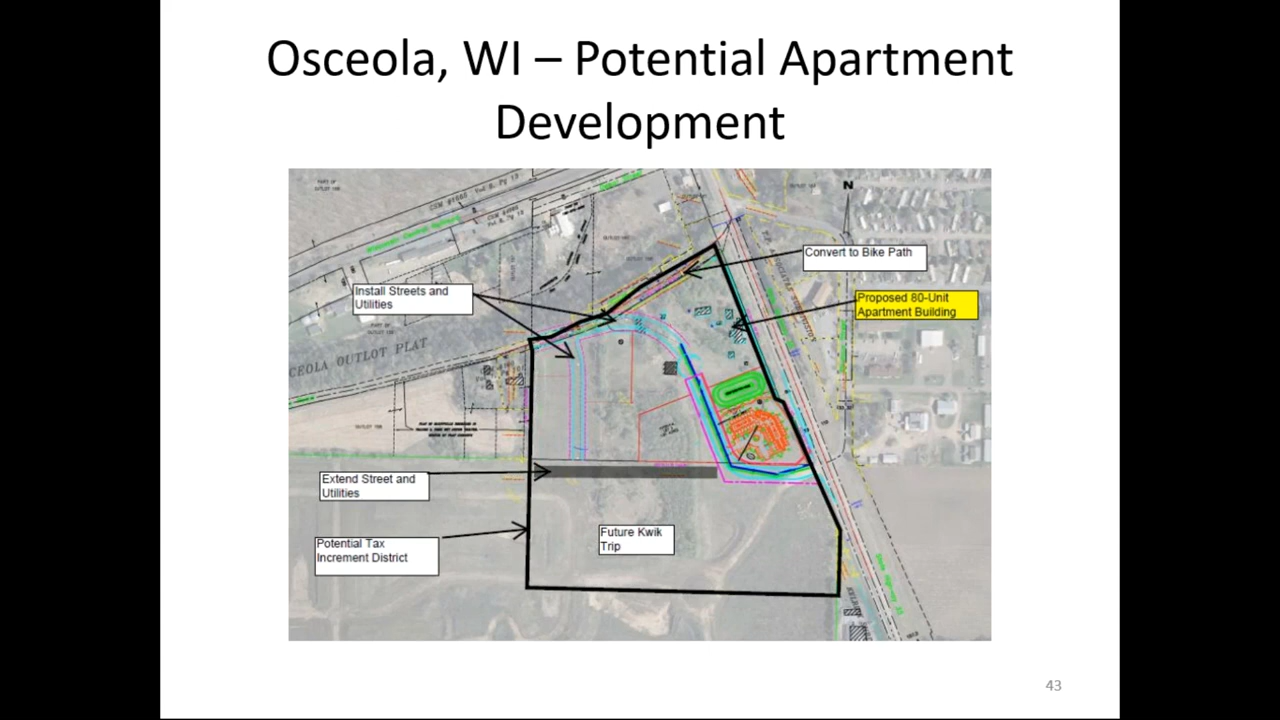 Osceola, WI – Potential Apartment
Development
N
Convert to Bike Path
Install Streets and
Utilities
Proposed 80-Unit
Apartment Building
CEOLA OUTLOT PLAT
Extend Street and
Utilities
Future Kwik
Trip
Potential Tax
Increment District
43